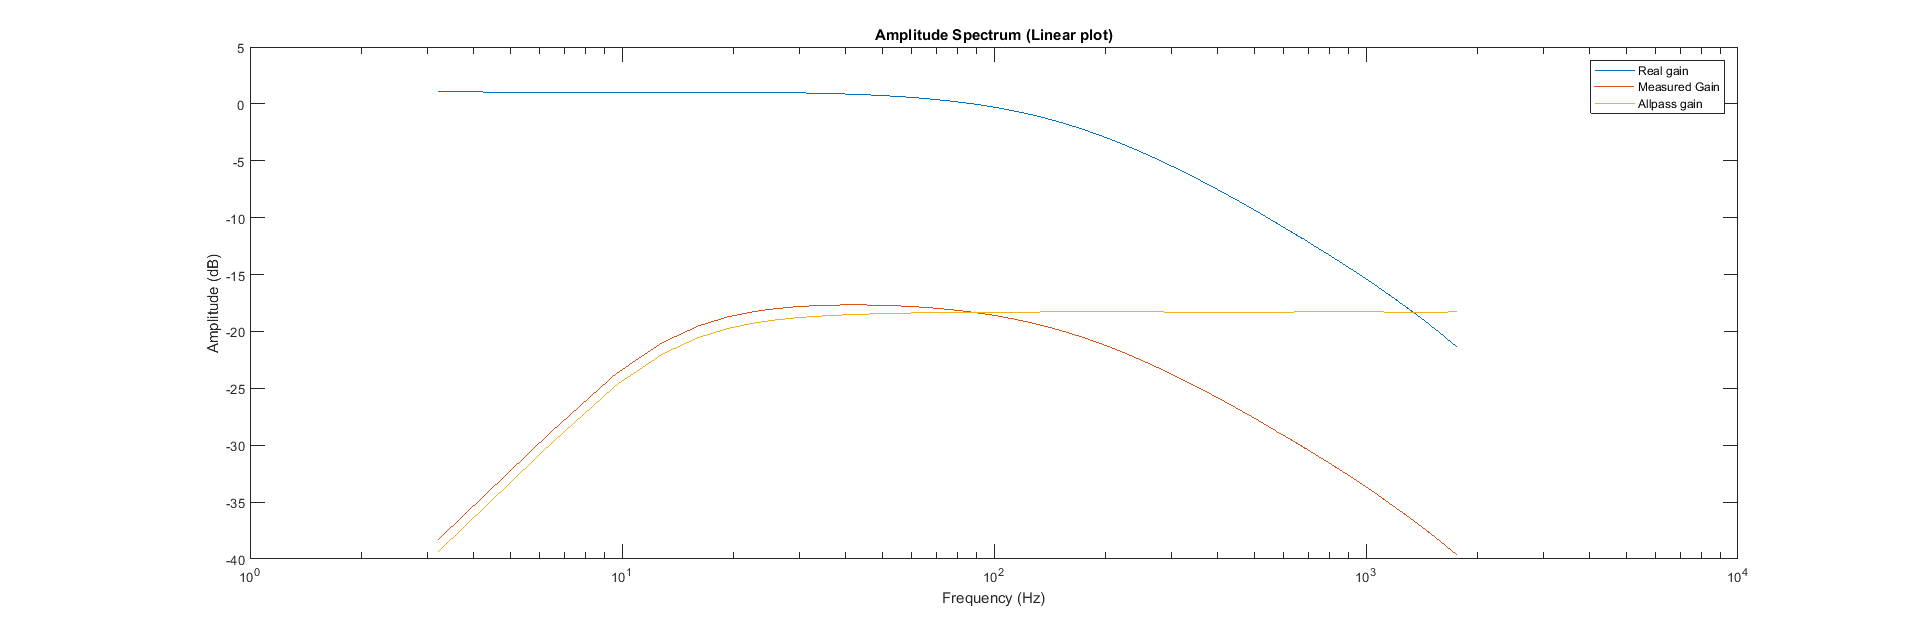 Amplitude Spectrum (Linear plot)
5
0
-5
-10
-15
-20
-25
-30
-35
-40
Amplitude (dB)
Real gain
Measured Gain
Allpass gain
10^0
10^1
10^2
10^3
10^4
Frequency (Hz)